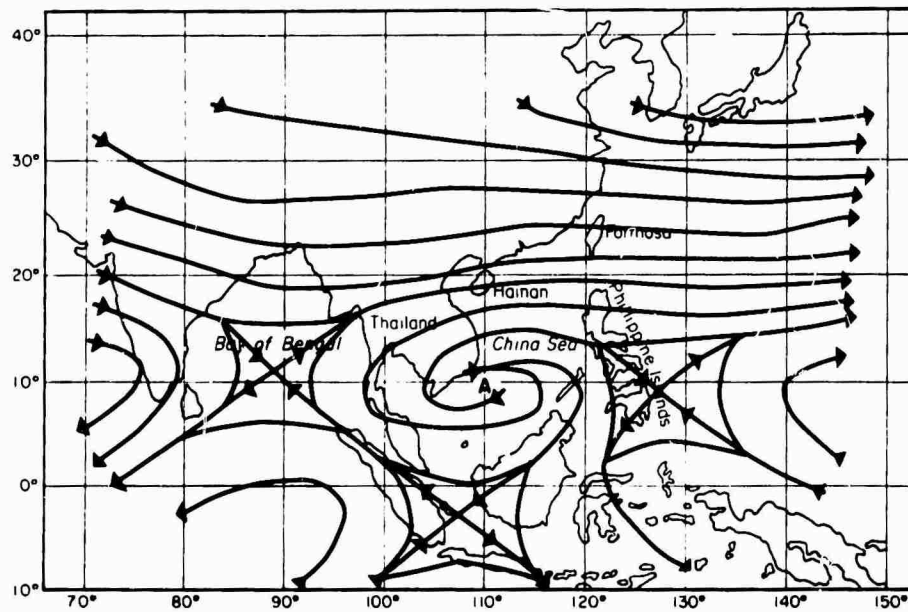 40°
30°
20°
10°
0°
10°
Formosa
Hainan
Philippine Islands
Thailand
Bay of Bengal
China Sea
A
70° 80° 90° 100° 110° 120° 130° 140° 150°